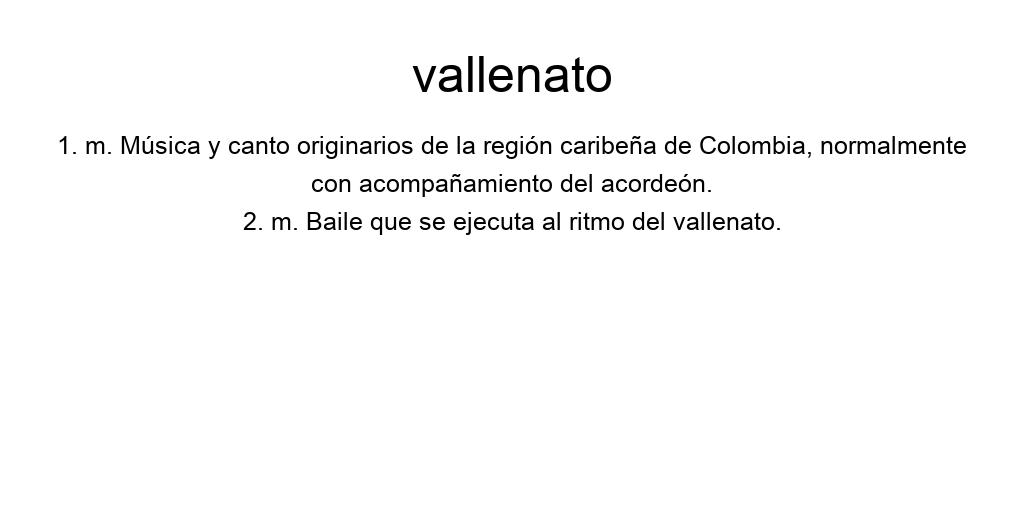 vallenato
1. m. Música y canto originarios de la región caribeña de Colombia, normalmente
con acompañamiento del acordeón.
2. m. Baile que se ejecuta al ritmo del vallenato.